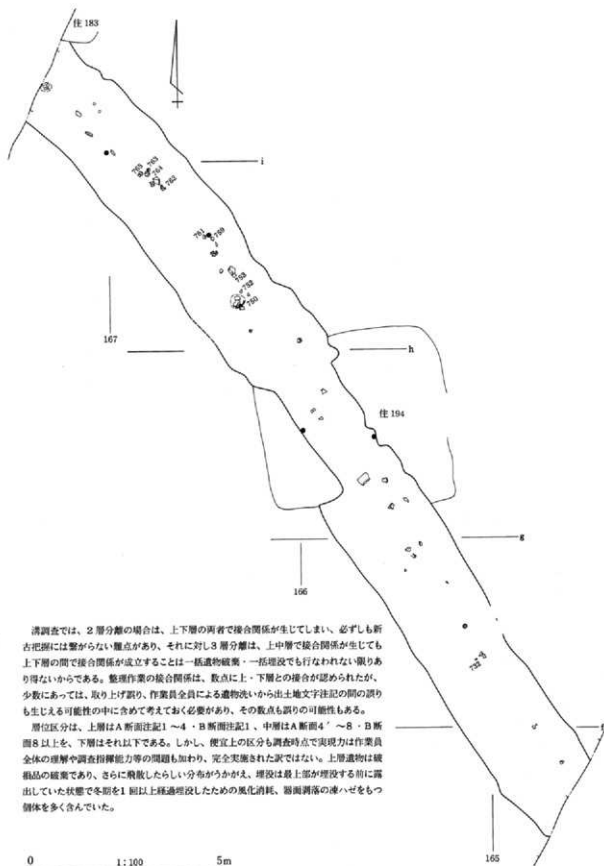 住183
i
765
763
764
762
761
759
753
752
760
167
h
住194
g
166
752
f
溝調査では、2層分離の場合は、上下層の両者で接合関係が生じてしまい、必ずしも新
古把握には繋がらない難点があり、それに対し3層分離は、上中層で接合関係が生じても
上下層の間で接合関係が成立することは一括遺物破棄・一括埋没でも行なわれない限りあ
り得ないからである。整理作業の接合関係は、数点に上・下層との接合が認められたが、
少数にあっては、取り上げ誤り、作業員全員による遺物洗いから出土地文字注記の間の誤り
も生じえる可能性の中に含めて考えておく必要があり、その数点も誤りの可能性もある。
層位区分は、上層はA断面注記1～4・B断面注記1、中層はA断面4′～8・B断
面8以上を、下層はそれ以下である。しかし、便宜上の区分も調査時点で実現力は作業員
全体の理解や調査指揮能力等の問題も加わり、完全実施された訳ではない。上層遺物は破
損品の破棄であり、さらに飛散したらしい分布がうかがえ、埋没は最上部が埋没する前に露
出していた状態で冬期を1回以上経過埋没したための風化消耗、器面凋落の凍ハゼをもつ
個体を多く含んでいた。
165
0
1:100
5m